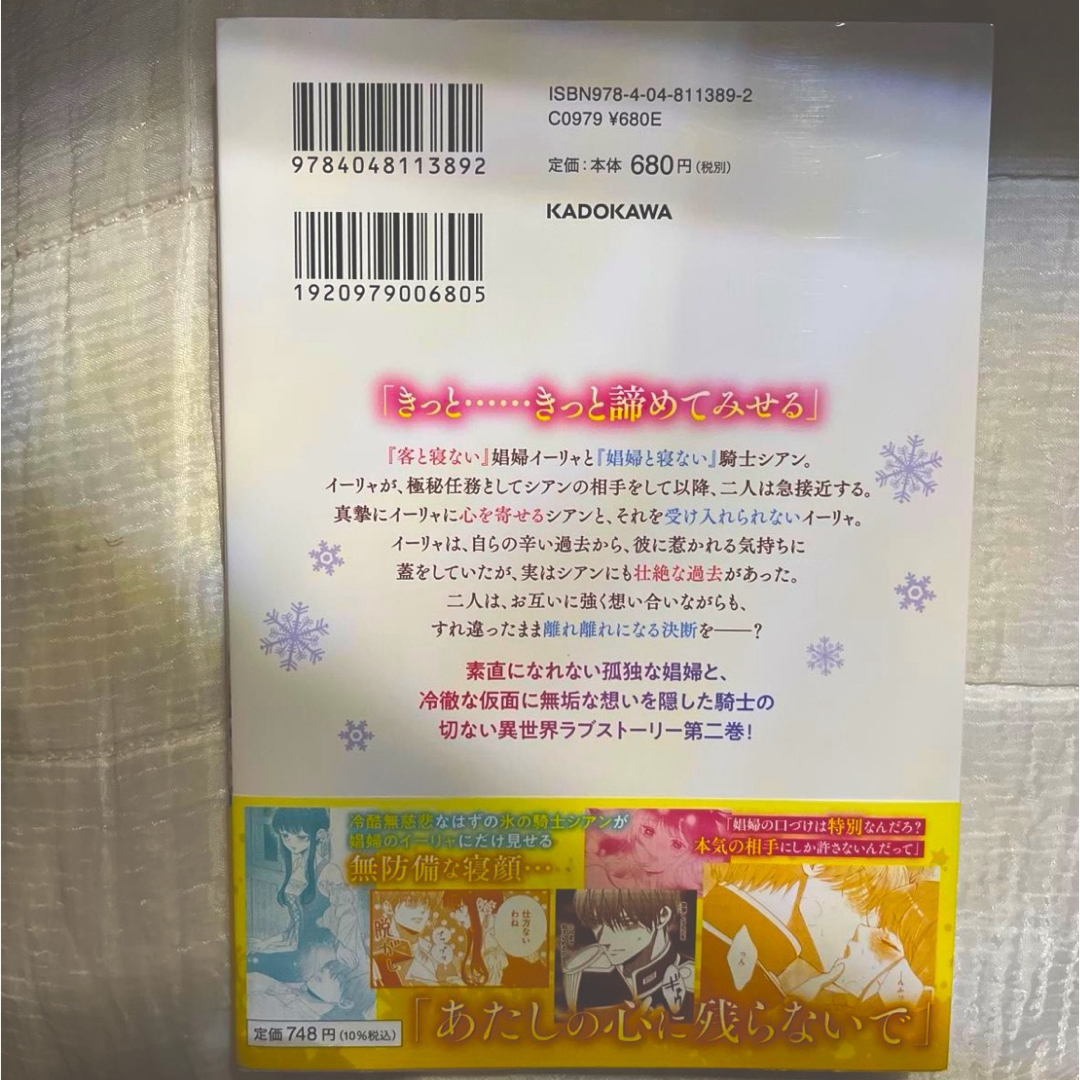 ISBN978-4-04-811389-2
C0979 ¥680E
9784048113892
定価:本体 680円(税別)
KADOKAWA
1920979006805
「きっと……きっと諦めてみせる」
『客と寝ない』娼婦イーリャと『娼婦と寝ない』騎士シアン。
イーリャが、極秘任務としてシアンの相手をして以降、二人は急接近する。
真摯にイーリャに心を寄せるシアンと、それを受け入れられないイーリャ。
イーリャは、自らの辛い過去から、彼に惹かれる気持ちに
蓋をしていたが、実はシアンにも壮絶な過去があった。
二人は、お互いに強く想い合いながらも、
すれ違ったまま離れ離れになる決断を――?
素直になれない孤独な娼婦と、
冷徹な仮面に無垢な想いを隠した騎士の
切ない異世界ラブストーリー第二巻!
冷酷無慈悲なはずの氷の騎士シアンが
娼婦のイーリャにだけ見せる
無防備な寝顔…
「娼婦の口づけは特別なんだろ?
本気の相手にしか許さないんだって」
仕方ない
わね
「あたしの心に残らないで」
定価748円(10%税込)